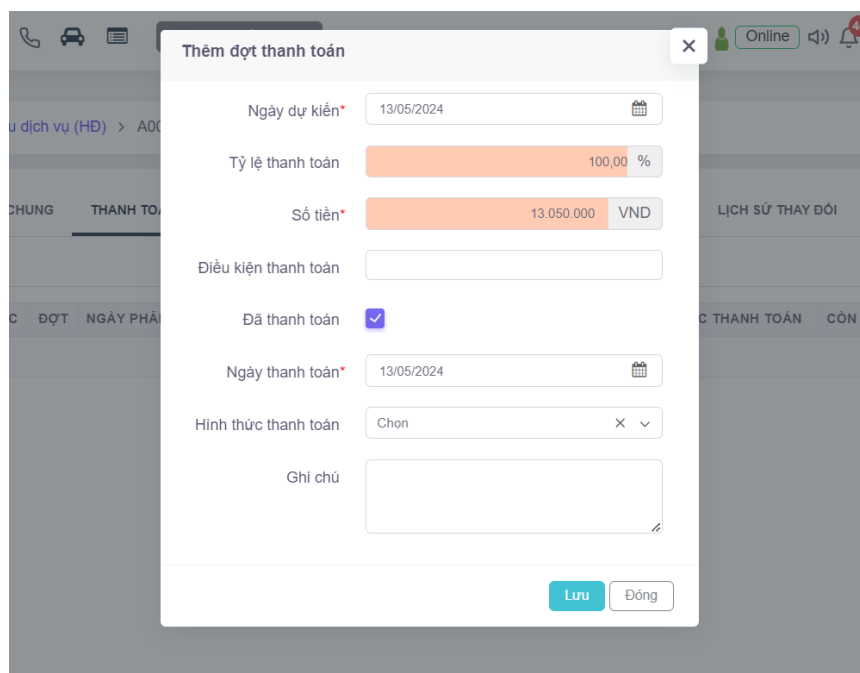 Thêm đợt thanh toán
Online
4
u dịch vụ (HĐ) > A00
CHUNG THANH TOÁ LỊCH SỬ THAY ĐỔI
ĐỢT NGÀY PHÁ C THANH TOÁN CÒN
Ngày dự kiến* 13/05/2024
Tỷ lệ thanh toán 100,00 %
Số tiền* 13.050.000 VND
Điều kiện thanh toán
Đã thanh toán
Ngày thanh toán* 13/05/2024
Hình thức thanh toán Chọn
Ghi chú
Lưu Đóng